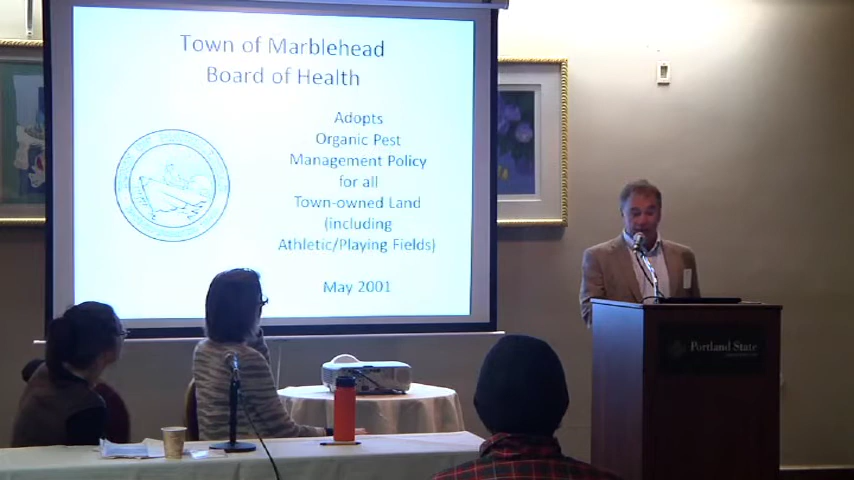 Town of Marblehead
Board of Health
Adopts
Organic Pest
Management Policy
for all
Town-owned Land
(including
Athletic/Playing Fields)
May 2001
Portland State